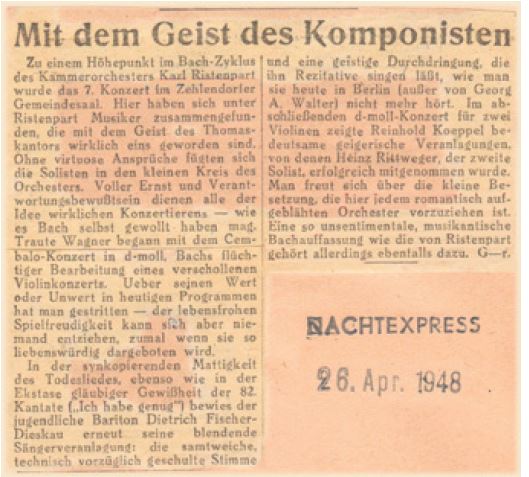 Mit dem Geist des Komponisten
Zu einem Höhepunkt im Bach-Zyklus
des Kammerorchesters Karl Ristenpart
wurde das 7. Konzert im Zehlendorfer
Gemeindesaal. Hier haben sich unter
Ristenpart Musiker zusammengefun-
den, die mit dem Geist des Thomas-
kantors wirklich eins geworden sind.
Ohne virtuose Ansprüche fügten sich
die Solisten in den kleinen Kreis des
Orchesters. Voller Ernst und Verant-
wortungsbewußtsein dienen alle der
Idee wirklichen Konzertierens — wie
es Bach selbst gewollt haben mag.
Traute Wagner begann mit dem Cem-
balo-Konzert in d-moll, Bachs flüch-
tiger Bearbeitung eines verschollenen
Violinkonzerts. Ueber seinen Wert
oder Unwert in heutigen Programmen
hat man gestritten — der lebensfrohen
Spielfreudigkeit kann sich aber nie-
mand entziehen, zumal wenn sie so
liebenswürdig dargeboten wird.
In der synkopierenden Mattigkeit
des Todesliedes, ebenso wie in der
Ekstase gläubiger Gewißheit der 82.
Kantate („Ich habe genug") bewies der
jugendliche Bariton Dietrich Fischer-
Dieskau erneut seine blendende
Sängerveranlagung: die samtweiche,
technisch vorzüglich geschulte Stimme
und eine geistige Durchdringung, die
ihn Rezitative singen läßt, wie man
sie heute in Berlin (außer von Georg
A. Walter) nicht mehr hört. Im ab-
schließenden d-moll-Konzert für zwei
Violinen zeigte Reinhold Koeppel be-
deutsame geigerische Veranlagungen,
von denen Heinz Rittweger, der zweite
Solist, erfolgreich mitgenommen wurde.
Man freut sich über die kleine Be-
setzung, die hier jedem romantisch auf-
geblähten Orchester vorzuziehen ist.
Eine so unsentimentale, musikantische
Bachauffassung wie die von Ristenpart
gehört allerdings ebenfalls dazu. G—r.
NACHTEXPRESS
26. Apr. 1948